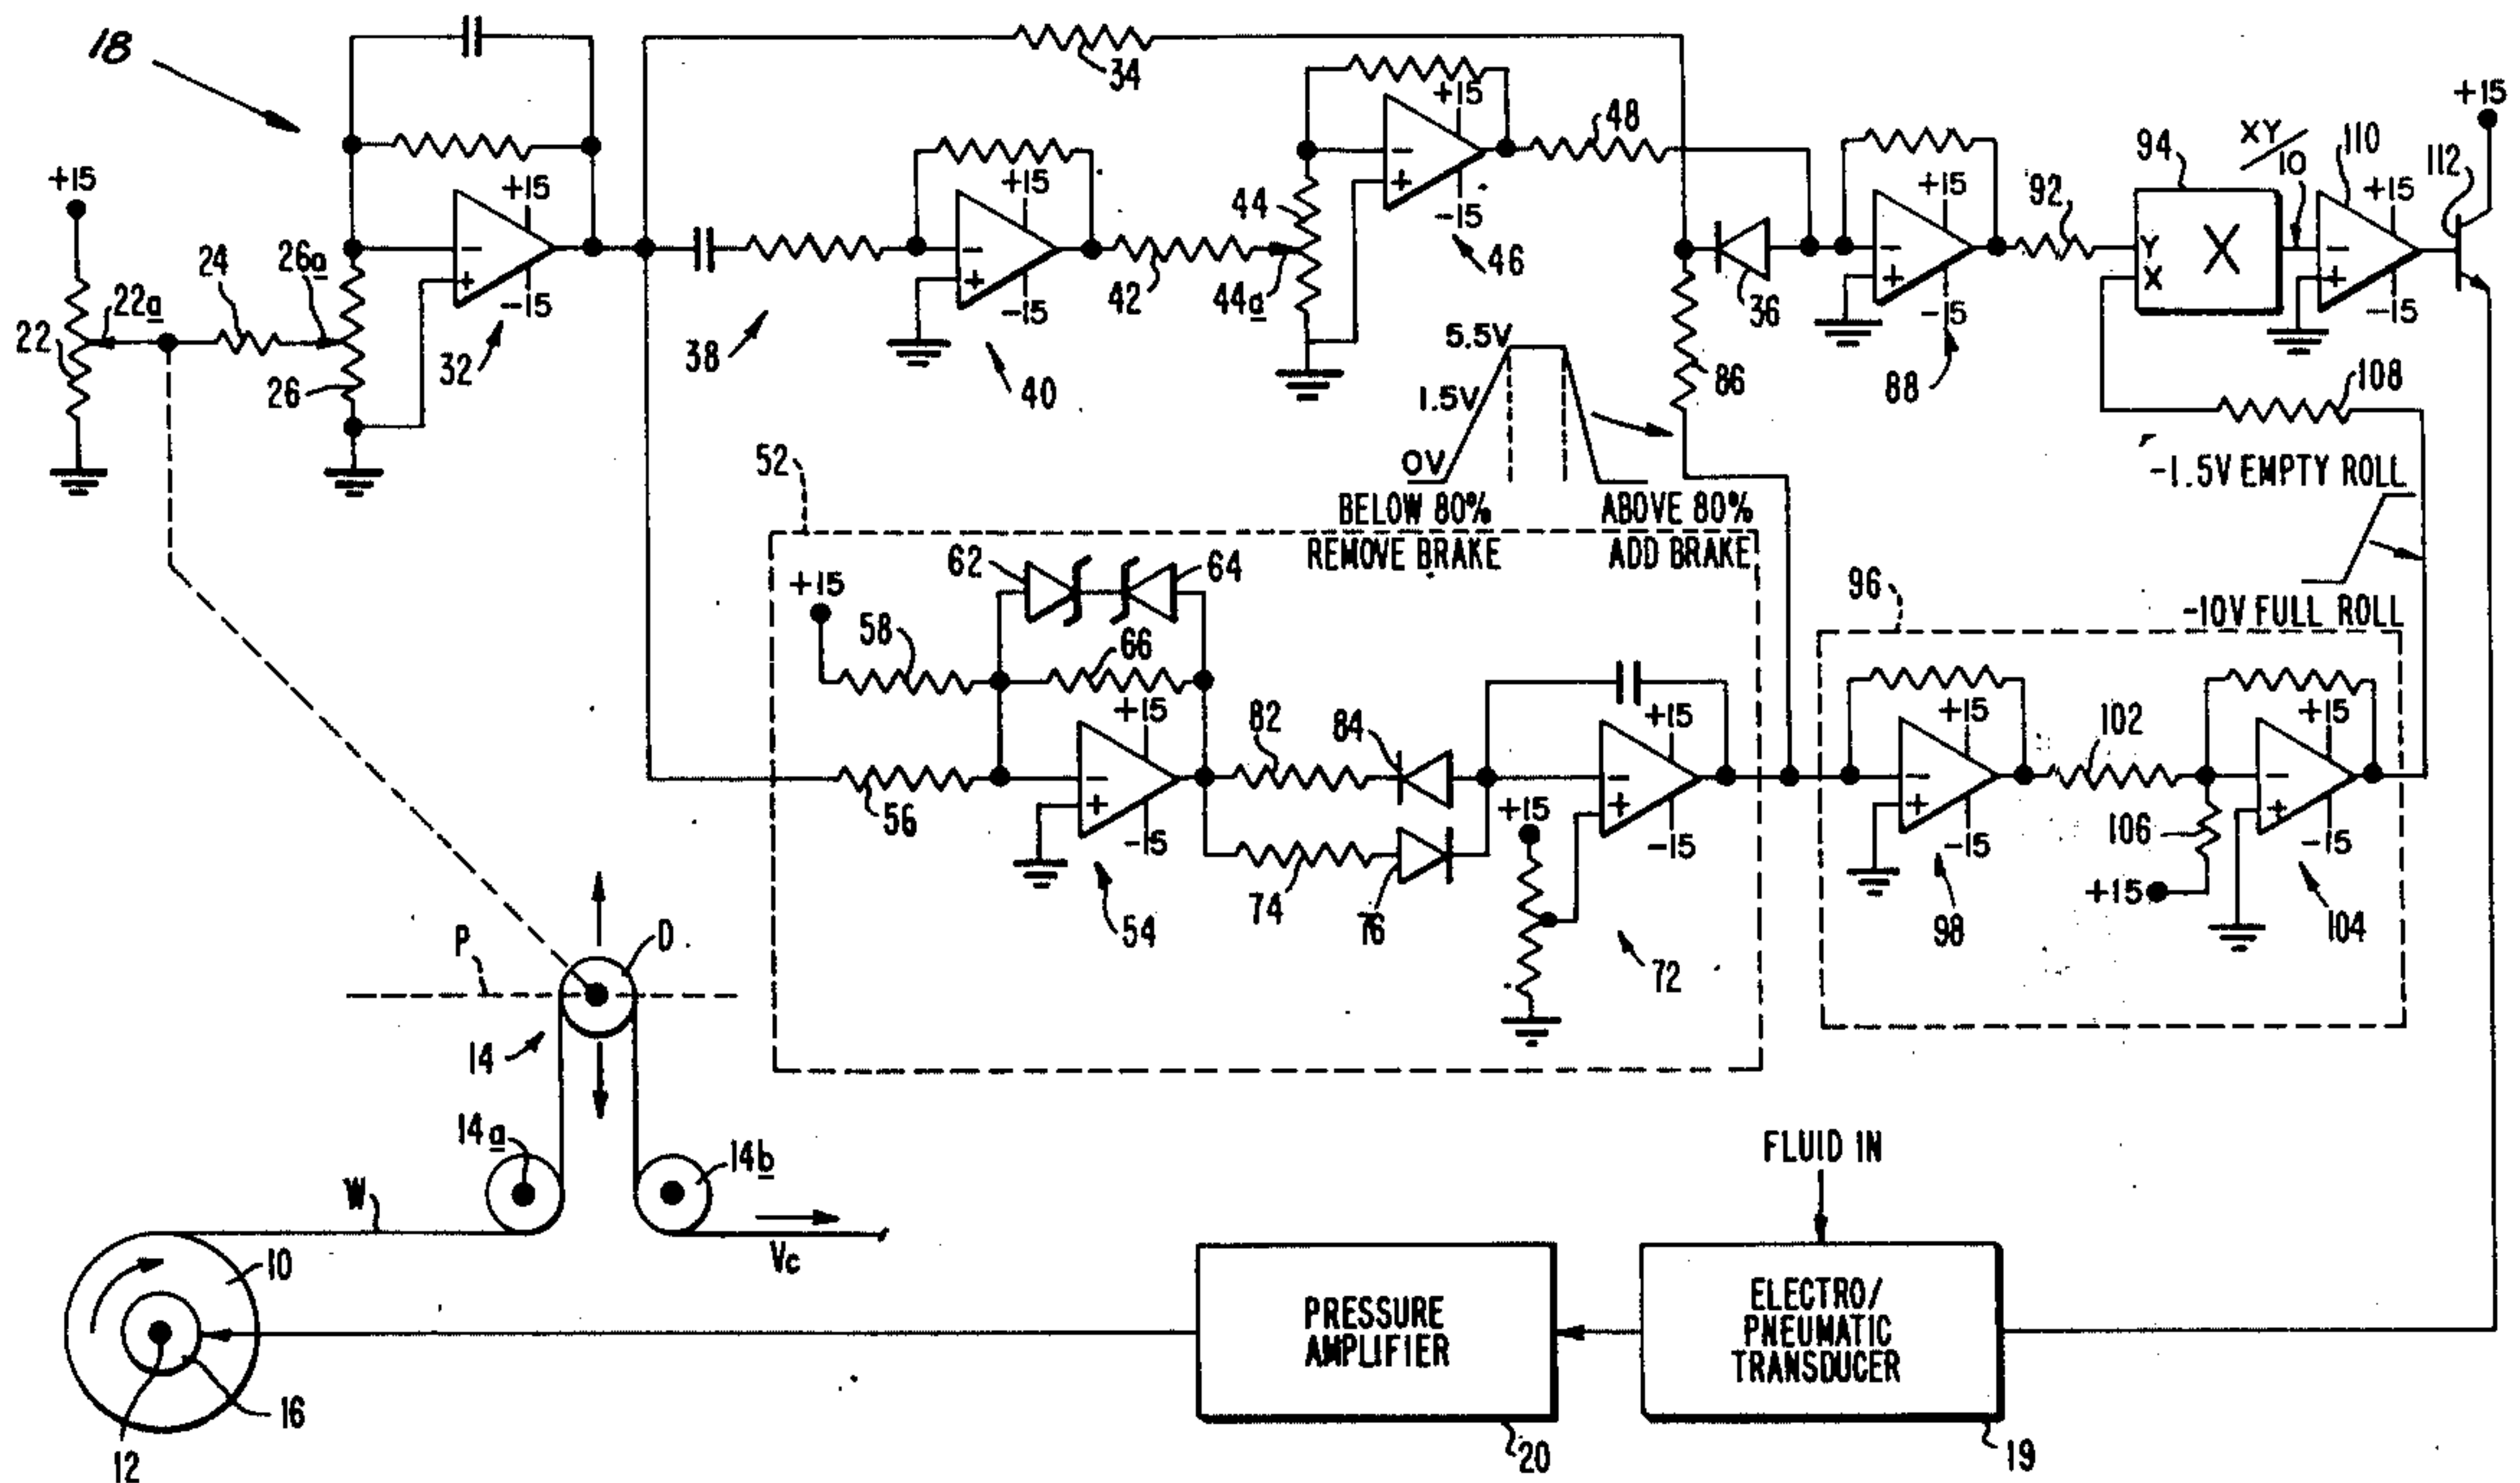 18
34
+15
48
+15
+15
94
XY/10
110
112
+15
+15
22a
24
26a
+15
-15
+15
-15
44
-15
46
+15
92
Y
X
X
+15
-15
22
26
32
38
40
42
44a
36
-15
88
5.5V
1.5V
0V
86
108
52
BELOW 80%
ABOVE 80%
REMOVE BRAKE
ADD BRAKE
-1.5V EMPTY ROLL
-10V FULL ROLL
62
64
+15
58
66
96
+15
82
84
+15
+15
102
+15
56
-15
54
74
76
+15
-15
72
-15
98
106
+15
-15
104
P
D
14
14a
14b
W
Vc
10
12
16
FLUID IN
PRESSURE
AMPLIFIER
20
ELECTRO/
PNEUMATIC
TRANSDUCER
19